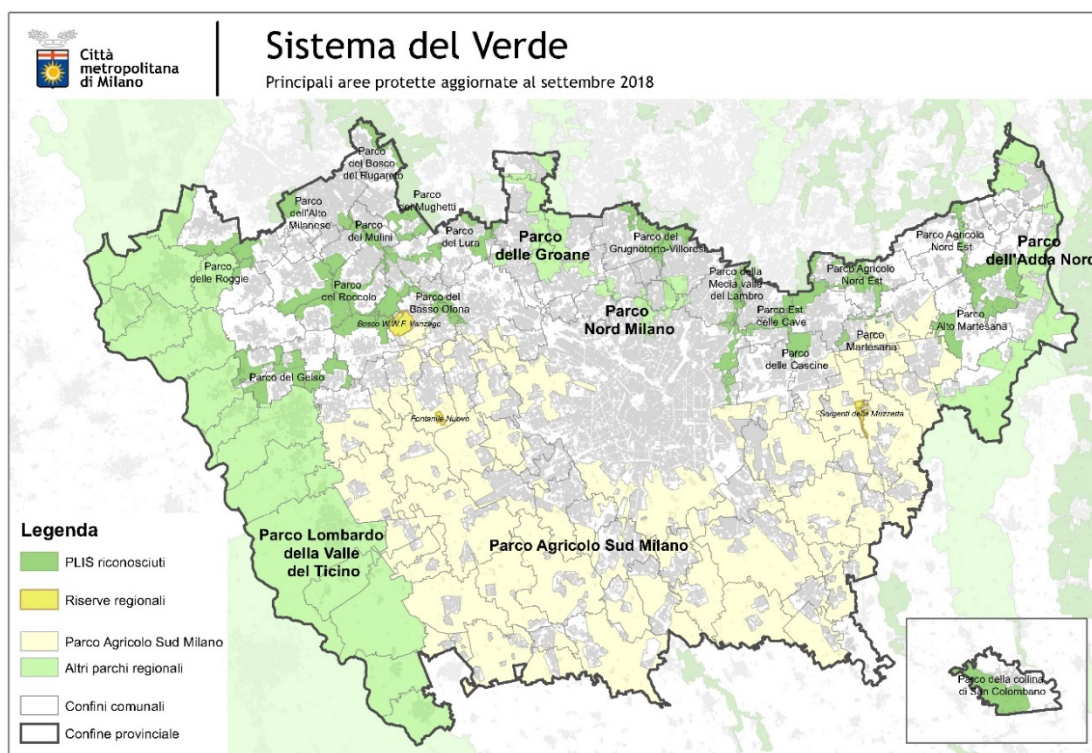 Città
metropolitana
di Milano
Sistema del Verde
Principali aree protette aggiornate al settembre 2018
Parco
del Bosco
del Rugareto
Parco
dei Mughetti
Parco
dell'Alto
Milanese
Parco
dei Mulini
Parco
del Lura
Parco
delle Groane
Parco del
Grugnotorto-Villoresi
Parco Agricolo
Nord Est
Parco
dell'Adda Nord
Parco
delle Roggie
Parco
del Roccolo
Parco del
Basso Olona
Bosco W.W.F. Vanzago
Parco
Nord Milano
Parco della
Media valle
del Lambro
Parco Agricolo
Nord Est
Parco Est
delle Cave
Parco
Alto Martesana
Parco
Martesana
Parco
delle Cascine
Parco del Gelso
Fontanile Nuovo
Sorgenti della Muzzetta
Parco Lombardo
della Valle
del Ticino
Parco Agricolo Sud Milano
Legenda
PLIS riconosciuti
Riserve regionali
Parco Agricolo Sud Milano
Altri parchi regionali
Confini comunali
Confine provinciale
Parco della collina
di San Colombano